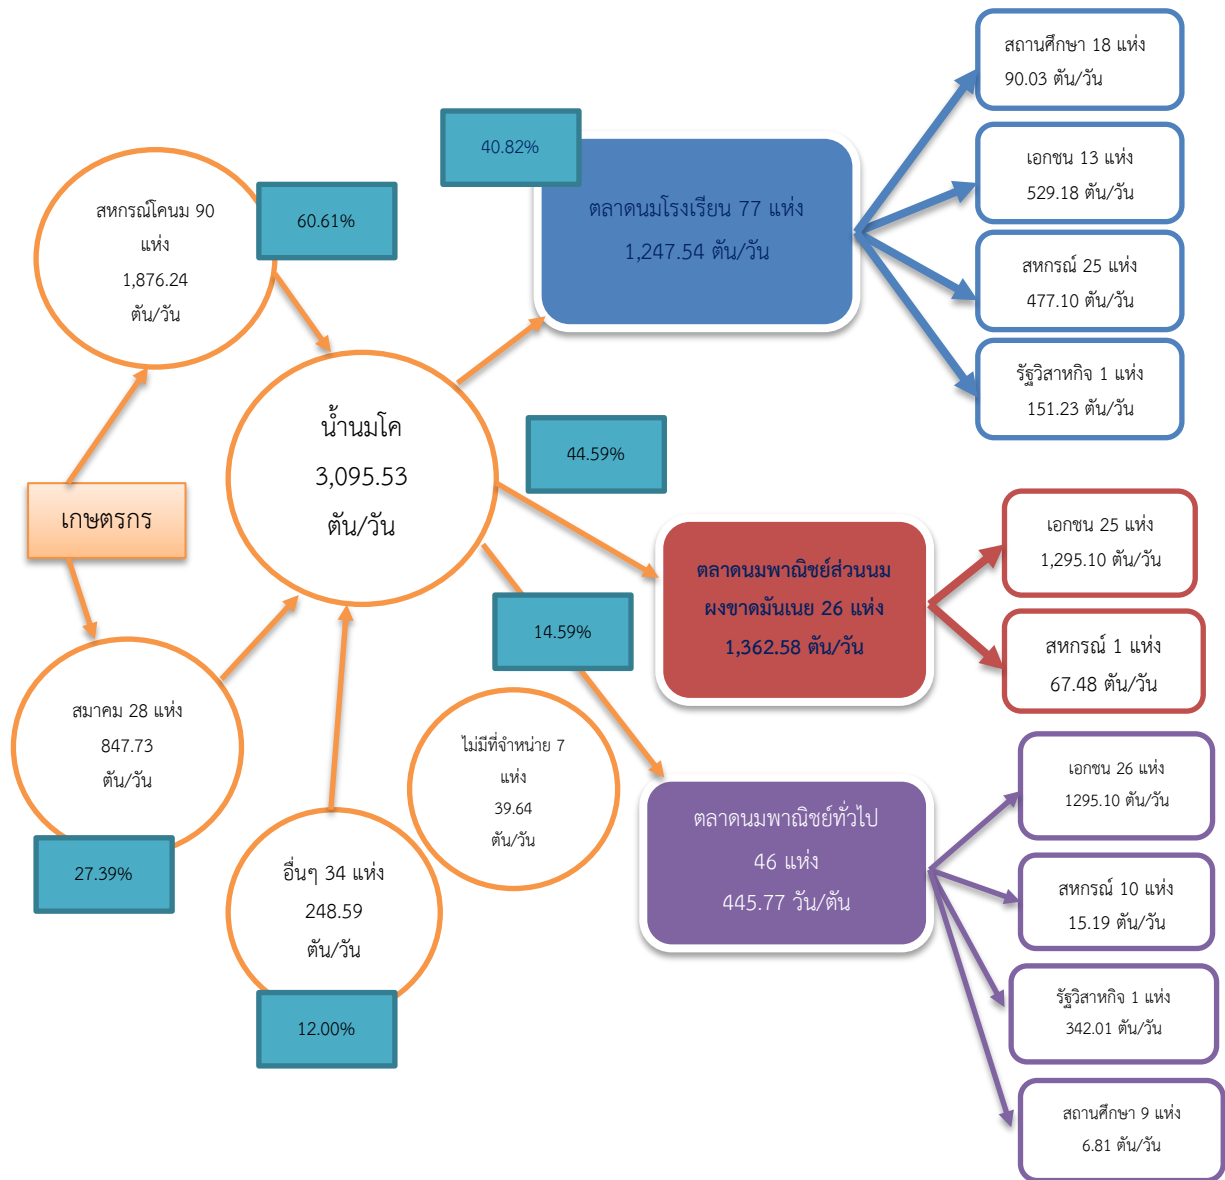 เกษตรกร
สหกรณ์โคนม 90
แห่ง
1,876.24
ตัน/วัน
60.61%
สมาคม 28 แห่ง
847.73
ตัน/วัน
27.39%
อื่นๆ 34 แห่ง
248.59
ตัน/วัน
12.00%
น้ำนมโค
3,095.53
ตัน/วัน
ไม่มีที่จำหน่าย 7
แห่ง
39.64
ตัน/วัน
40.82%
ตลาดนมโรงเรียน 77 แห่ง
1,247.54 ตัน/วัน
สถานศึกษา 18 แห่ง
90.03 ตัน/วัน
เอกชน 13 แห่ง
529.18 ตัน/วัน
สหกรณ์ 25 แห่ง
477.10 ตัน/วัน
รัฐวิสาหกิจ 1 แห่ง
151.23 ตัน/วัน
44.59%
ตลาดนมพาณิชย์ส่วนนม
ผงขาดมันเนย 26 แห่ง
1,362.58 ตัน/วัน
เอกชน 25 แห่ง
1,295.10 ตัน/วัน
สหกรณ์ 1 แห่ง
67.48 ตัน/วัน
14.59%
ตลาดนมพาณิชย์ทั่วไป
46 แห่ง
445.77 วัน/ตัน
เอกชน 26 แห่ง
1295.10 ตัน/วัน
สหกรณ์ 10 แห่ง
15.19 ตัน/วัน
รัฐวิสาหกิจ 1 แห่ง
342.01 ตัน/วัน
สถานศึกษา 9 แห่ง
6.81 ตัน/วัน